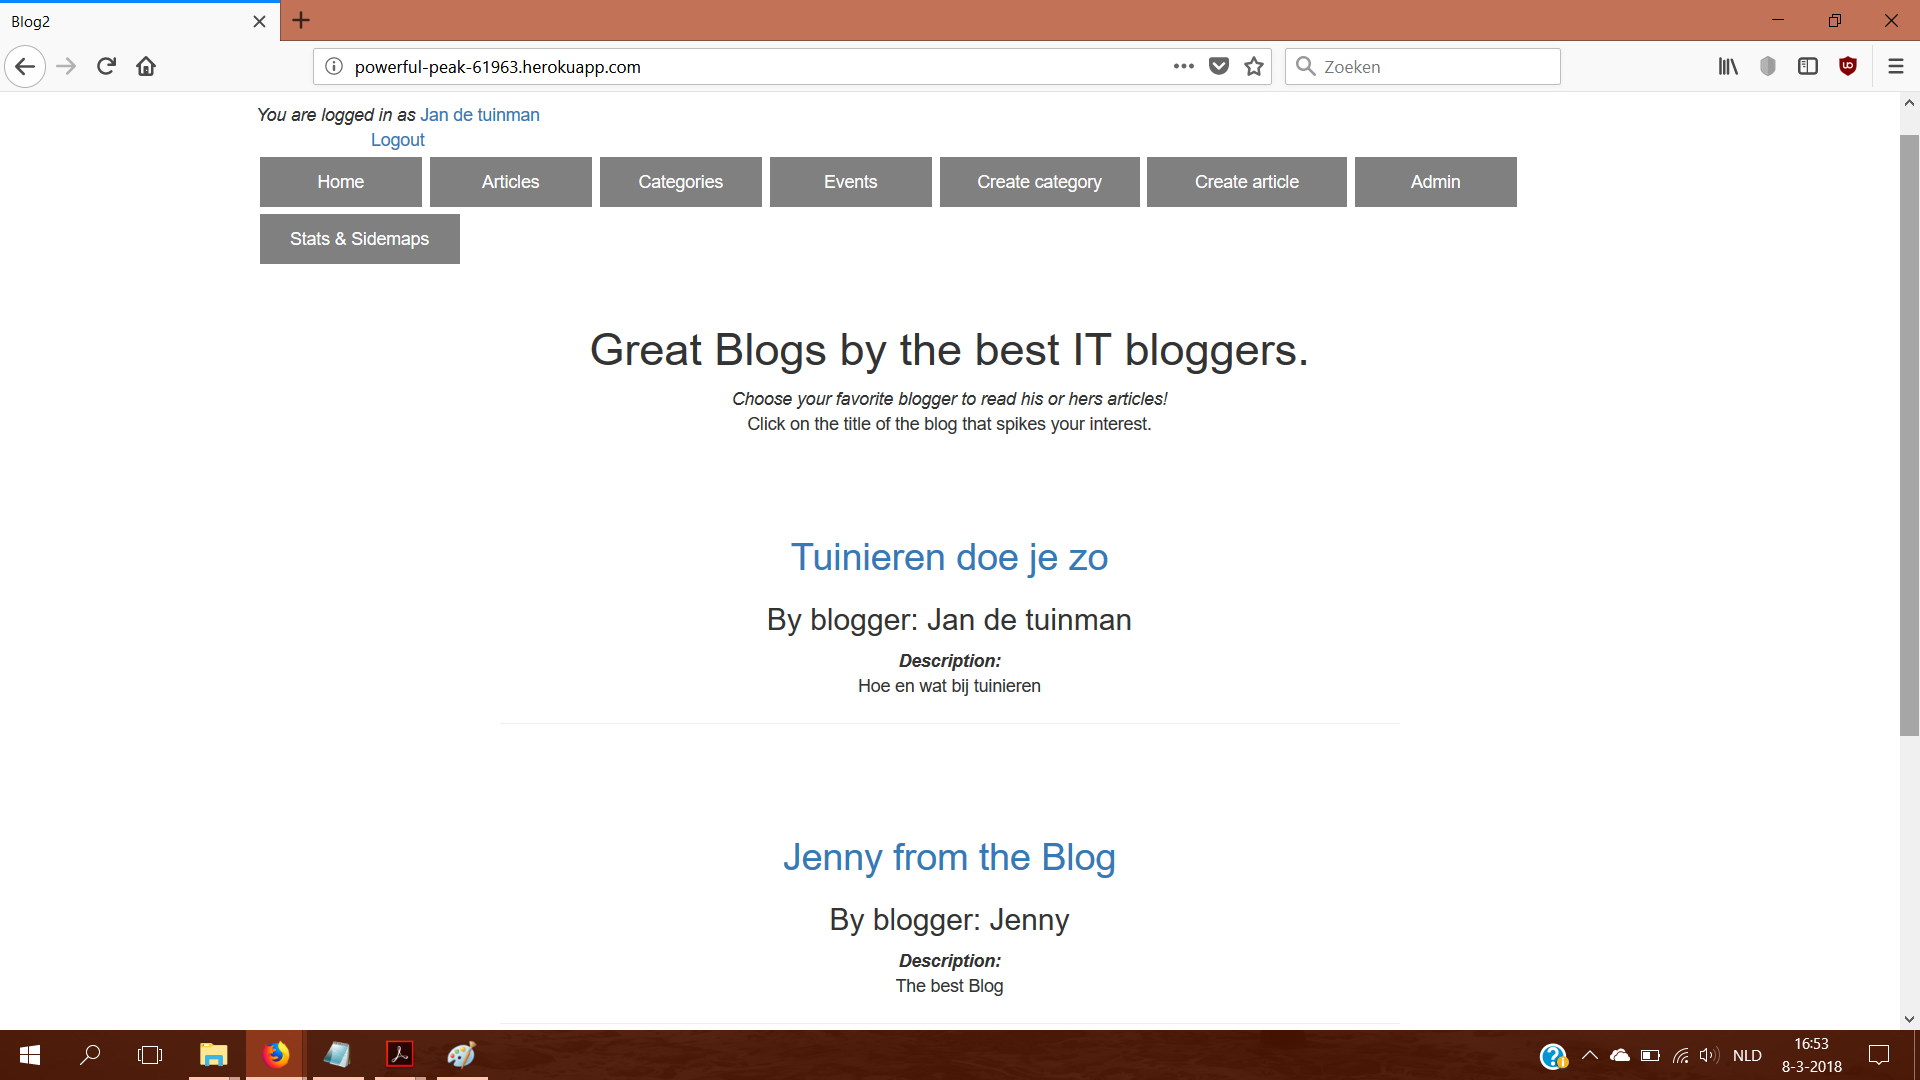 Blog2
powerful-peak-61963.herokuapp.com
Zoeken
You are logged in as Jan de tuinman
Logout
Home Articles Categories Events Create category Create article Admin
Stats & Sidemaps
Great Blogs by the best IT bloggers.
Choose your favorite blogger to read his or hers articles!
Click on the title of the blog that spikes your interest.
Tuinieren doe je zo
By blogger: Jan de tuinman
Description:
Hoe en wat bij tuinieren
Jenny from the Blog
By blogger: Jenny
Description:
The best Blog
NLD
16:53
8-3-2018